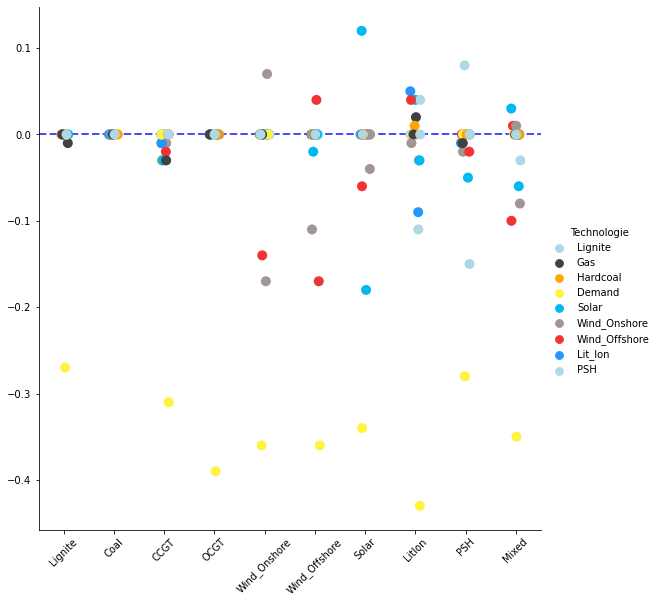 0.1
0.0
−0.1
−0.2
−0.3
−0.4
Lignite
Coal
CCGT
OCGT
Wind_Onshore
Wind_Offshore
Solar
LitIon
PSH
Mixed
Technologie
Lignite
Gas
Hardcoal
Demand
Solar
Wind_Onshore
Wind_Offshore
Lit_Ion
PSH